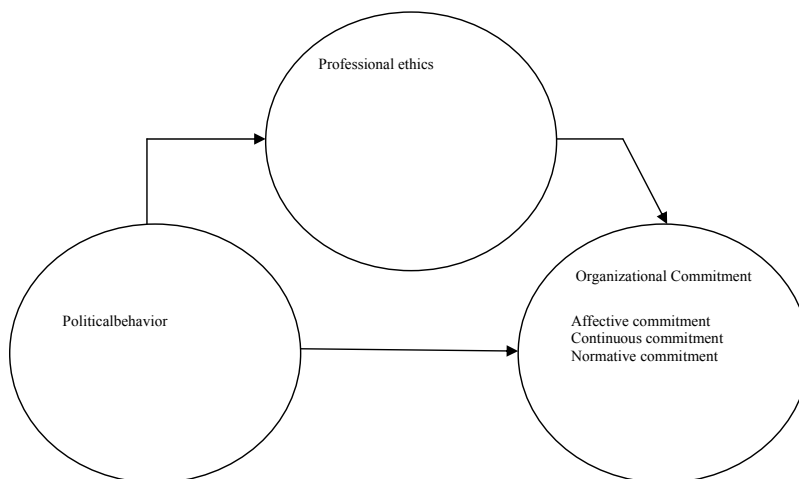 Professional ethics
Politicalbehavior
Organizational Commitment
Affective commitment
Continuous commitment
Normative commitment